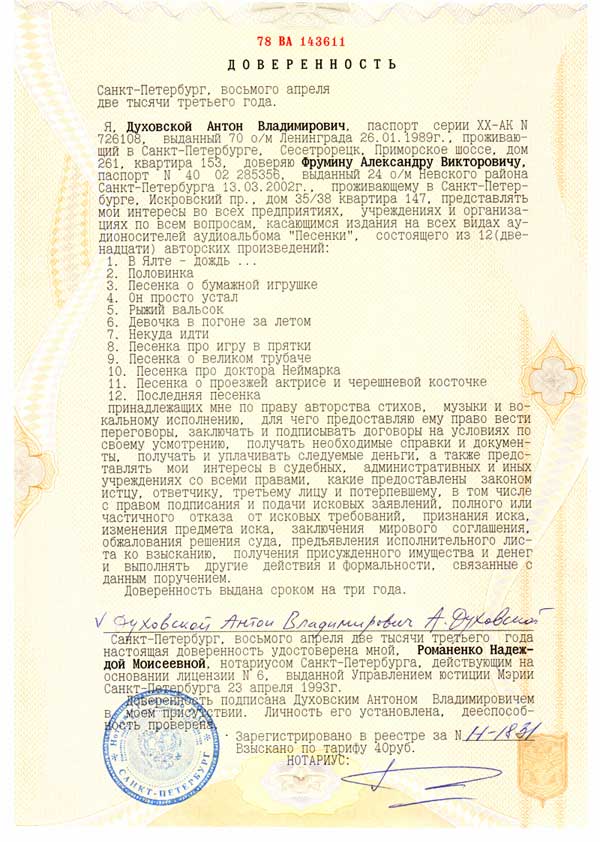 78 ВА 143611
ДОВЕРЕННОСТЬ
Санкт-Петербург, восьмого апреля
две тысячи третьего года.
Я, Духовской Антон Владимирович, паспорт серии XX-АК N
726108, выданный 70 о/м Ленинграда 26.01.1989г., проживаю-
щий в Санкт-Петербурге, Сестрорецк, Приморское шоссе, дом
261, квартира 153, доверяю Фрумину Александру Викторовичу,
паспорт N 40 02 285356, выданный 24 о/м Невского района
Санкт-Петербурга 13.03.2002г., проживающему в Санкт-Петер-
бурге, Искровский пр., дом 35/38 квартира 147, представлять
мои интересы во всех предприятиях, учреждениях и организа-
циях по всем вопросам, касающимся издания на всех видах ау-
дионосителей аудиоальбома "Песенки", состоящего из 12(две-
надцати) авторских произведений:
1. В Ялте - дождь ...
2. Половинка
3. Песенка о бумажной игрушке
4. Он просто устал
5. Рыжий вальсок
6. Девочка в погоне за летом
7. Некуда идти
8. Песенка про игру в прятки
9. Песенка о великом трубаче
10. Песенка про доктора Неймарка
11. Песенка о проезжей актрисе и черешневой косточке
12. Последняя песенка
принадлежащих мне по праву авторства стихов, музыки и во-
кальному исполнению, для чего предоставляю ему право вести
переговоры, заключать и подписывать договоры на условиях по
своему усмотрению, получать необходимые справки и докумен-
ты, получать и уплачивать следуемые деньги, а также предс-
тавлять мои интересы в судебных, административных и иных
учреждениях со всеми правами, какие предоставлены законом
истцу, ответчику, третьему лицу и потерпевшему, в том числе
с правом подписания и подачи исковых заявлений, полного или
частичного отказа от исковых требований, признания иска,
изменения предмета иска, заключения мирового соглашения,
обжалования решения суда, предъявления исполнительного лис-
та ко взысканию, получения присужденного имущества и денег
и выполнять другие действия и формальности, связанные с
данным поручением.
Доверенность выдана сроком на три года.
V Духовской Антон Владимирович А.Духовской
Санкт-Петербург, восьмого апреля две тысячи третьего года
настоящая доверенность удостоверена мной, Романенко Надеж-
дой Моисеевной, нотариусом Санкт-Петербурга, действующим на
основании лицензии N 6, выданной Управлением юстиции Мэрии
Санкт-Петербурга 23 апреля 1993г.
Доверенность подписана Духовским Антоном Владимировичем
в моем присутствии. Личность его установлена, дееспособ-
ность проверена.
Зарегистрировано в реестре за N Н-1831
Взыскано по тарифу 40руб.
НОТАРИУС:
САНКТ-ПЕТЕРБУРГ